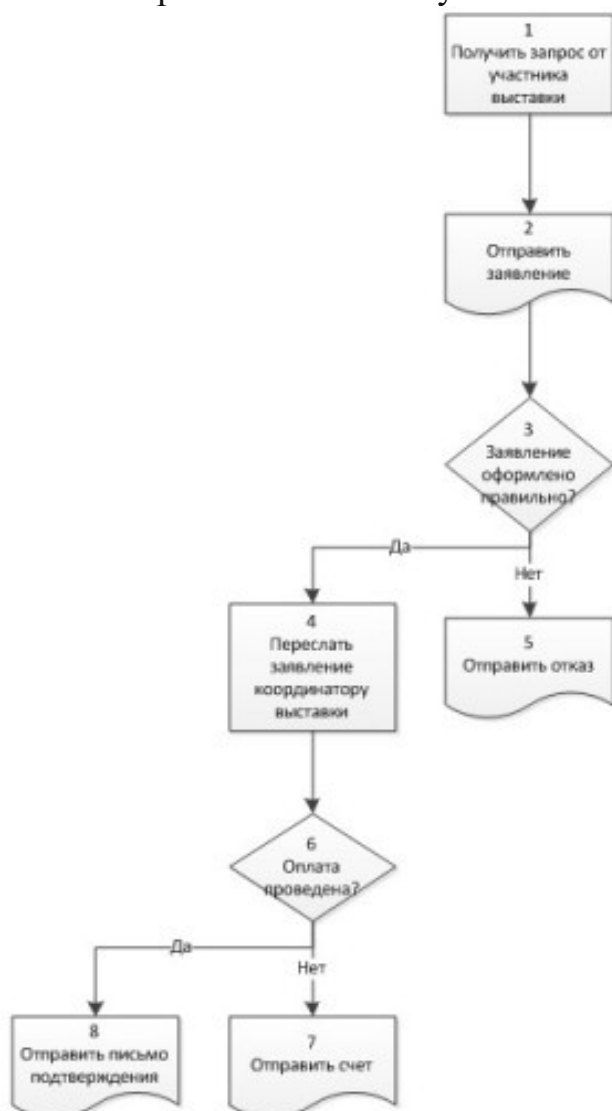 1
Получить запрос от
участника
выставки
2
Отправить
заявление
3
Заявление
оформлено
правильно?
Да
Нет
4
Переслать
заявление
координатору
выставки
5
Отправить отказ
6
Оплата
проведена?
Да
Нет
8
Отправить письмо
подтверждения
7
Отправить счет